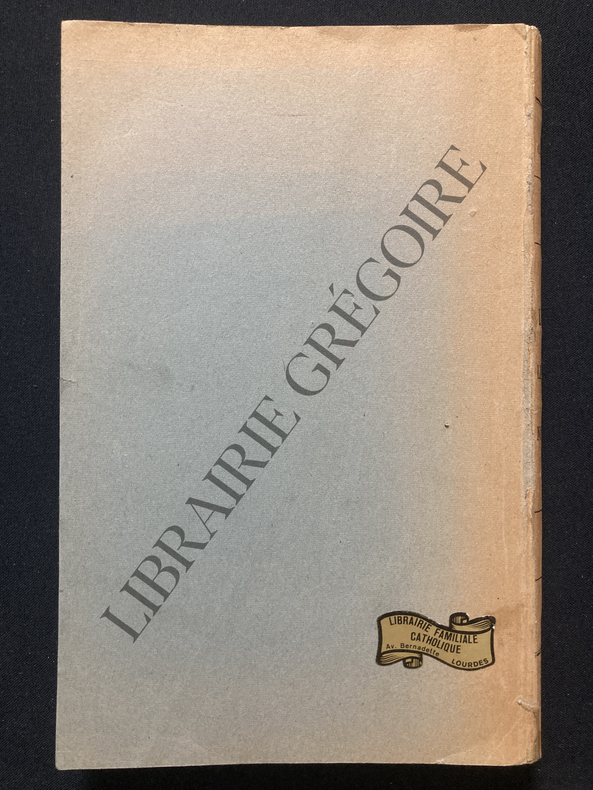 LIBRAIRIE GRÉGOIRE
LIBRAIRIE FAMILIALE
CATHOLIQUE
Av. Bernadette
LOURDES